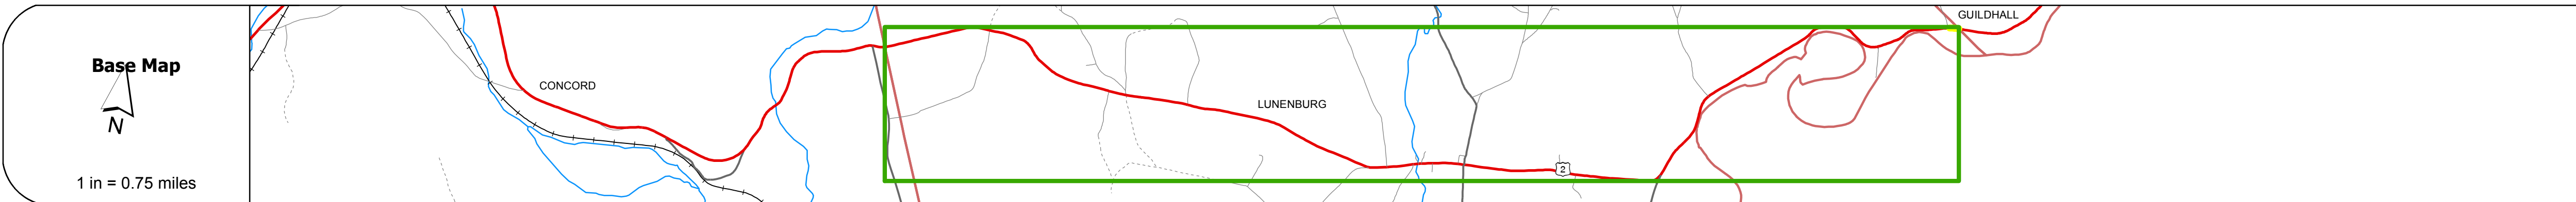 Base Map
N
1 in = 0.75 miles
CONCORD
LUNENBURG
2
GUILDHALL